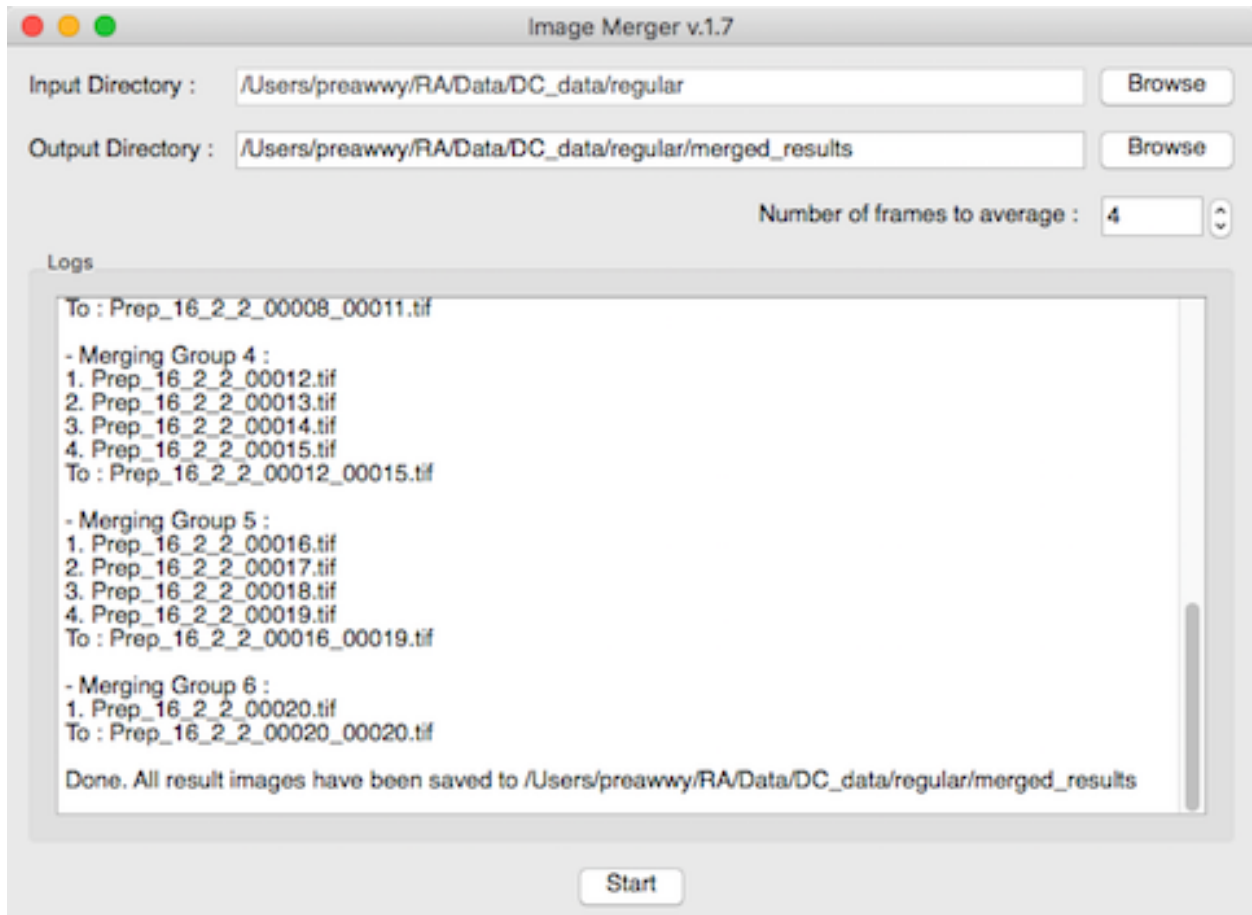 Image Merger v.1.7
Input Directory : /Users/preawwy/RA/Data/DC_data/regular Browse
Output Directory : /Users/preawwy/RA/Data/DC_data/regular/merged_results Browse
Number of frames to average : 4
Logs
To : Prep_16_2_2_00008_00011.tif
- Merging Group 4 :
1. Prep_16_2_2_00012.tif
2. Prep_16_2_2_00013.tif
3. Prep_16_2_2_00014.tif
4. Prep_16_2_2_00015.tif
To : Prep_16_2_2_00012_00015.tif
- Merging Group 5 :
1. Prep_16_2_2_00016.tif
2. Prep_16_2_2_00017.tif
3. Prep_16_2_2_00018.tif
4. Prep_16_2_2_00019.tif
To : Prep_16_2_2_00016_00019.tif
- Merging Group 6 :
1. Prep_16_2_2_00020.tif
To : Prep_16_2_2_00020_00020.tif
Done. All result images have been saved to /Users/preawwy/RA/Data/DC_data/regular/merged_results
Start